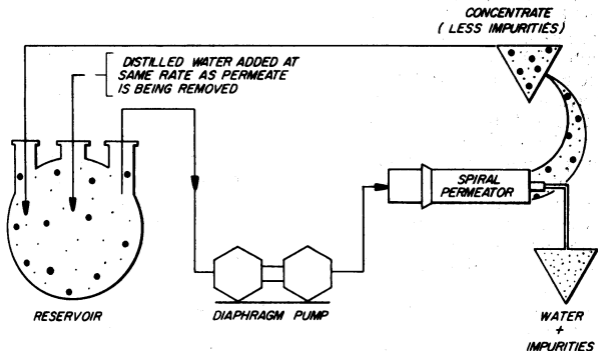 CONCENTRATE
( LESS IMPURITIES)
DISTILLED WATER ADDED AT
SAME RATE AS PERMEATE
IS BEING REMOVED
SPIRAL
PERMEATOR
RESERVOIR
DIAPHRAGM PUMP
WATER
+
IMPURITIES